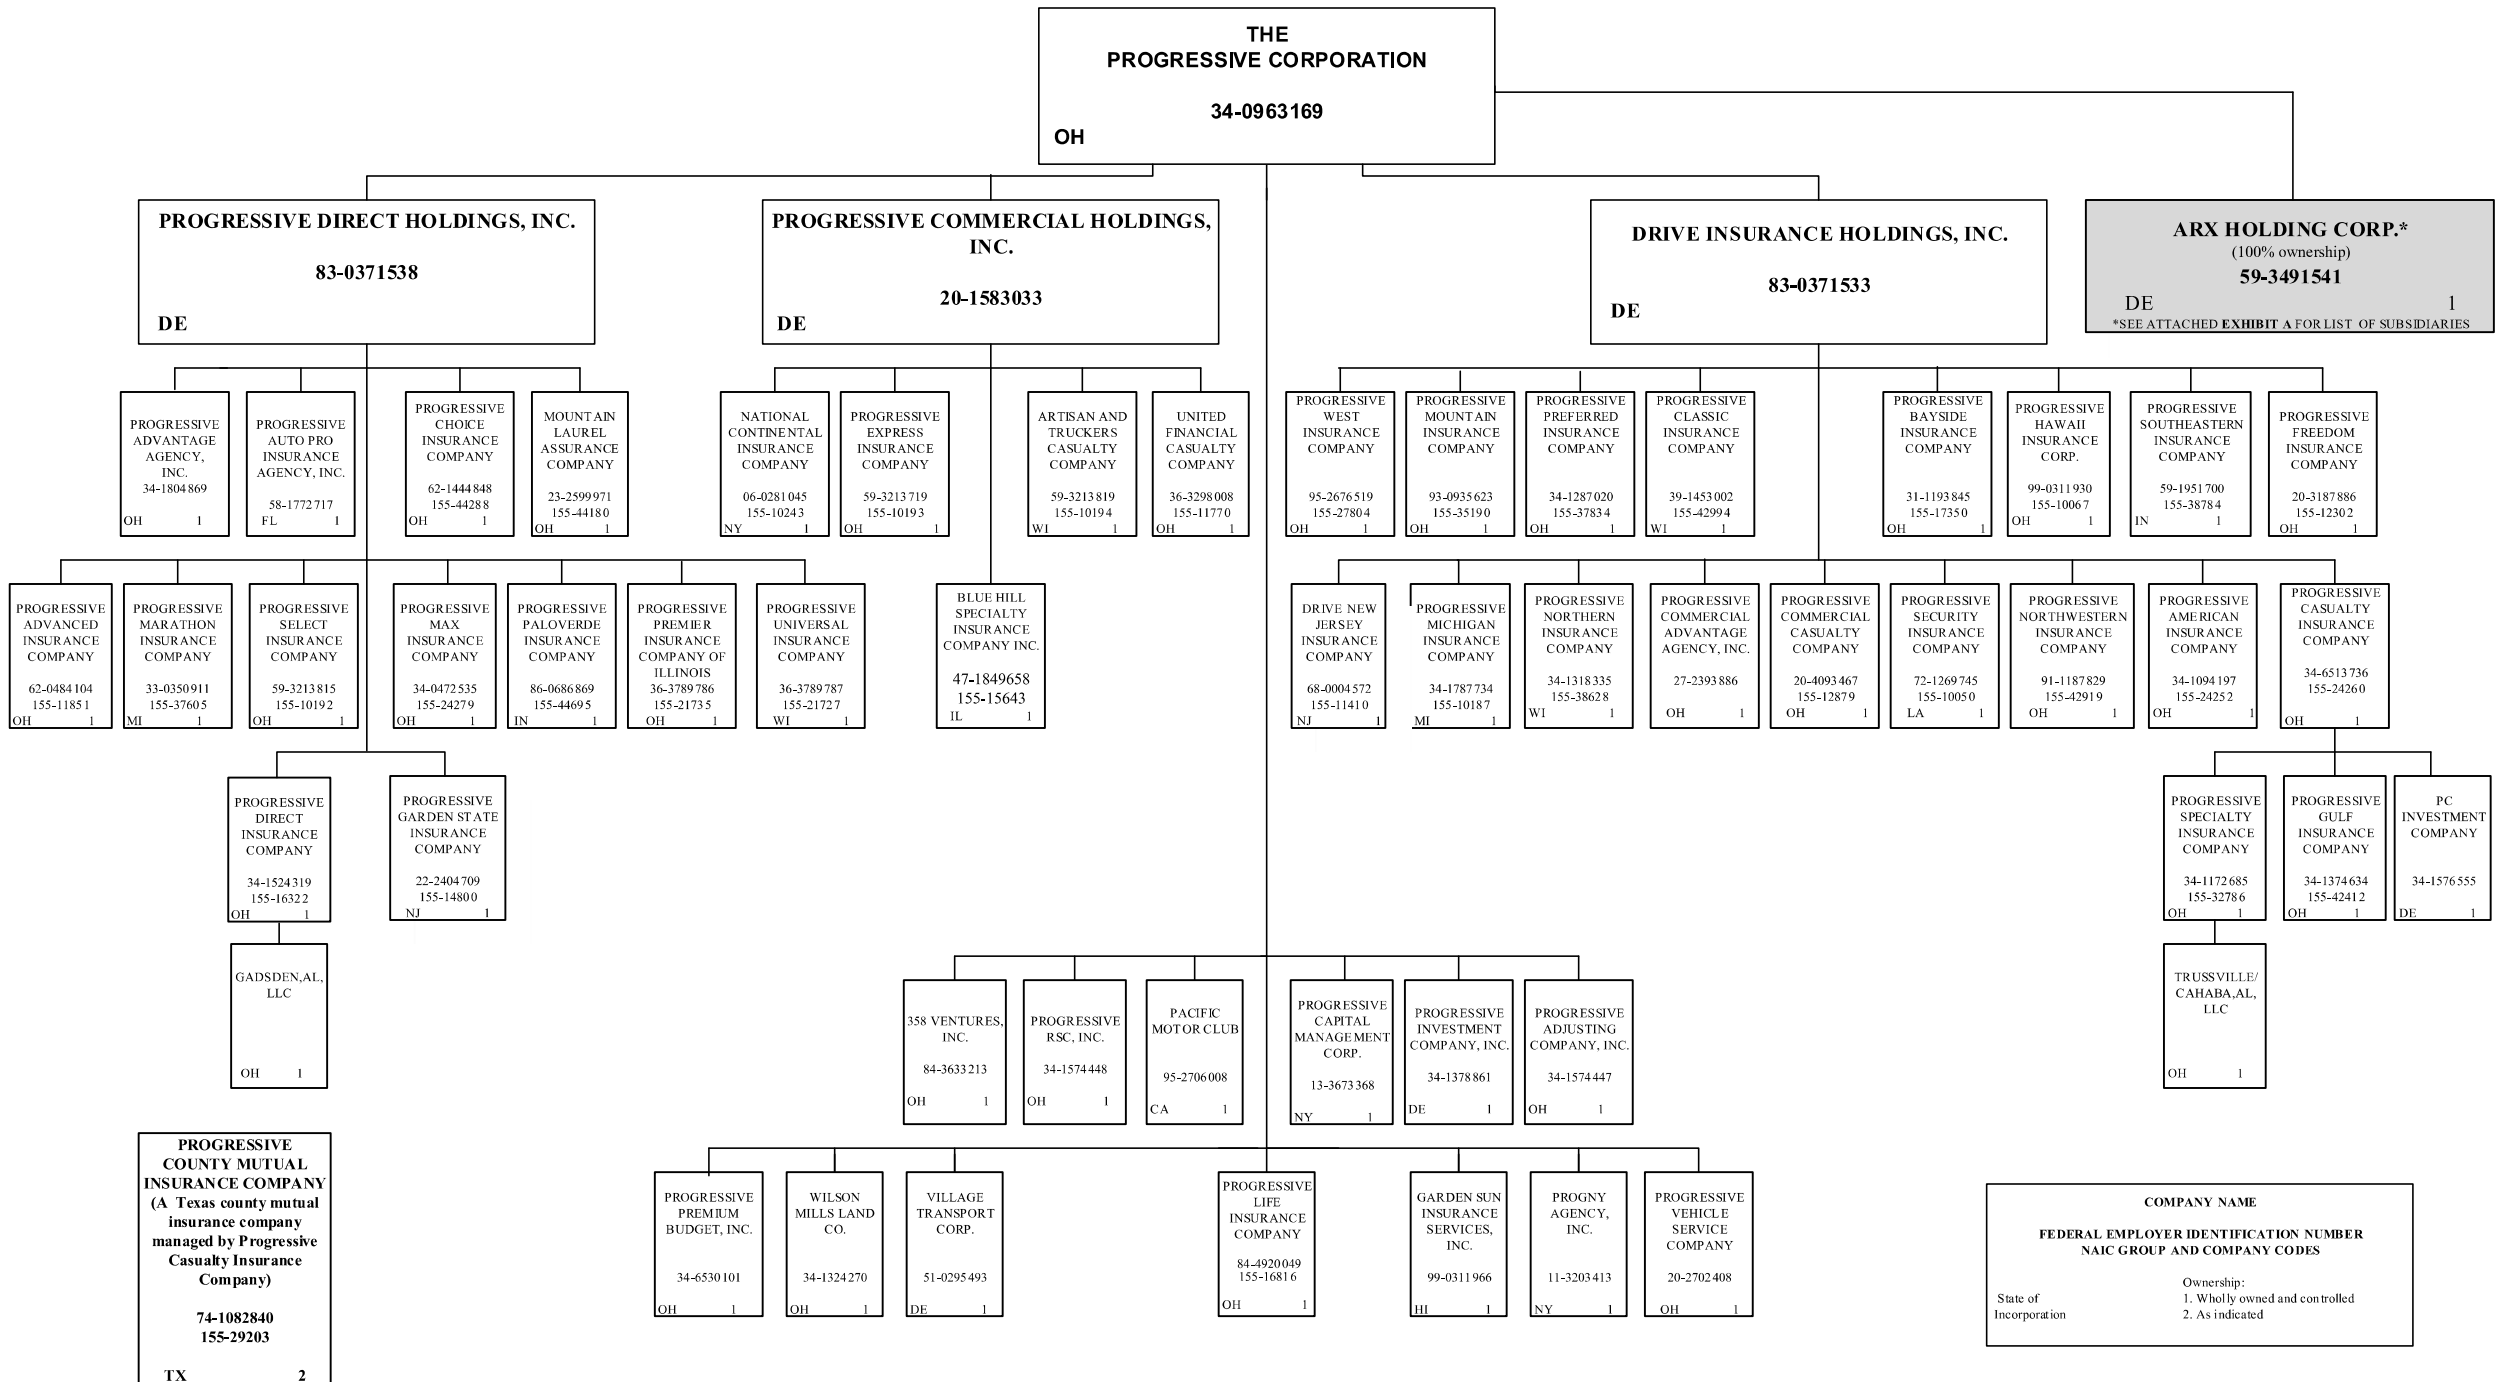 THE
PROGRESSIVE CORPORATION
34-0963169
OH
PROGRESSIVE DIRECT HOLDINGS, INC.
83-0371538
DE
PROGRESSIVE COMMERCIAL HOLDINGS,
INC.
20-1583033
DE
DRIVE INSURANCE HOLDINGS, INC.
83-0371533
DE
ARX HOLDING CORP.*
(100% ownership)
59-3491541
DE 1
*SEE ATTACHED EXHIBIT A FOR LIST OF SUBSIDIARIES
PROGRESSIVE
ADVANTAGE
AGENCY,
INC.
34-1804869
OH 1
PROGRESSIVE
AUTO PRO
INSURANCE
AGENCY, INC.
58-1772717
FL 1
PROGRESSIVE
CHOICE
INSURANCE
COMPANY
62-1444848
155-44288
OH 1
MOUNTAIN
LAUREL
ASSURANCE
COMPANY
23-2599971
155-44180
OH 1
NATIONAL
CONTINENTAL
INSURANCE
COMPANY
06-0281045
155-10243
NY 1
PROGRESSIVE
EXPRESS
INSURANCE
COMPANY
59-3213719
155-10193
OH 1
ARTISAN AND
TRUCKERS
CASUALTY
COMPANY
59-3213819
155-10194
WI 1
UNITED
FINANCIAL
CASUALTY
COMPANY
36-3298008
155-11770
OH 1
PROGRESSIVE
WEST
INSURANCE
COMPANY
95-2676519
155-27804
OH 1
PROGRESSIVE
MOUNTAIN
INSURANCE
COMPANY
93-0935623
155-35190
OH 1
PROGRESSIVE
PREFERRED
INSURANCE
COMPANY
34-1287020
155-37834
OH 1
PROGRESSIVE
CLASSIC
INSURANCE
COMPANY
39-1453002
155-42994
WI 1
PROGRESSIVE
BAYSIDE
INSURANCE
COMPANY
31-1193845
155-17350
OH 1
PROGRESSIVE
HAWAII
INSURANCE
CORP.
99-0311930
155-10067
OH 1
PROGRESSIVE
SOUTHEASTERN
INSURANCE
COMPANY
59-1951700
155-38784
IN 1
PROGRESSIVE
FREEDOM
INSURANCE
COMPANY
20-3187886
155-12302
OH 1
PROGRESSIVE
ADVANCED
INSURANCE
COMPANY
62-0484104
155-11851
OH 1
PROGRESSIVE
MARATHON
INSURANCE
COMPANY
33-0350911
155-37605
MI 1
PROGRESSIVE
SELECT
INSURANCE
COMPANY
59-3213815
155-10192
OH 1
PROGRESSIVE
MAX
INSURANCE
COMPANY
34-0472535
155-24279
OH 1
PROGRESSIVE
PALOVERDE
INSURANCE
COMPANY
86-0686869
155-44695
IN 1
PROGRESSIVE
PREMIER
INSURANCE
COMPANY OF
ILLINOIS
36-3789786
155-21735
OH 1
PROGRESSIVE
UNIVERSAL
INSURANCE
COMPANY
36-3789787
155-21727
WI 1
BLUE HILL
SPECIALTY
INSURANCE
COMPANY INC.
47-1849658
155-15643
IL 1
DRIVE NEW
JERSEY
INSURANCE
COMPANY
68-0004572
155-11410
NJ 1
PROGRESSIVE
MICHIGAN
INSURANCE
COMPANY
34-1787734
155-10187
MI 1
PROGRESSIVE
NORTHERN
INSURANCE
COMPANY
34-1318335
155-38628
WI 1
PROGRESSIVE
COMMERCIAL
ADVANTAGE
AGENCY, INC.
27-2393886
OH 1
PROGRESSIVE
COMMERCIAL
CASUALTY
COMPANY
20-4093467
155-12879
OH 1
PROGRESSIVE
SECURITY
INSURANCE
COMPANY
72-1269745
155-10050
LA 1
PROGRESSIVE
NORTHWESTERN
INSURANCE
COMPANY
91-1187829
155-42919
OH 1
PROGRESSIVE
AMERICAN
INSURANCE
COMPANY
34-1094197
155-24252
OH 1
PROGRESSIVE
CASUALTY
INSURANCE
COMPANY
34-6513736
155-24260
OH 1
PROGRESSIVE
DIRECT
INSURANCE
COMPANY
34-1524319
155-16322
OH 1
PROGRESSIVE
GARDEN STATE
INSURANCE
COMPANY
22-2404709
155-14800
NJ 1
PROGRESSIVE
SPECIALTY
INSURANCE
COMPANY
34-1172685
155-32786
OH 1
PROGRESSIVE
GULF
INSURANCE
COMPANY
34-1374634
155-42412
OH 1
PC
INVESTMENT
COMPANY
34-1576555
DE 1
GADSDEN,AL,
LLC
OH 1
358 VENTURES,
INC.
84-3633213
OH 1
PROGRESSIVE
RSC, INC.
34-1574448
OH 1
PACIFIC
MOTOR CLUB
95-2706008
CA 1
PROGRESSIVE
CAPITAL
MANAGEMENT
CORP.
13-3673368
NY 1
PROGRESSIVE
INVESTMENT
COMPANY, INC.
34-1378861
DE 1
PROGRESSIVE
ADJUSTING
COMPANY, INC.
34-1574447
OH 1
TRUSSVILLE/
CAHABA,AL,
LLC
OH 1
PROGRESSIVE
COUNTY MUTUAL
INSURANCE COMPANY
(A Texas county mutual
insurance company
managed by Progressive
Casualty Insurance
Company)
74-1082840
155-29203
TX 2
PROGRESSIVE
PREMIUM
BUDGET, INC.
34-6530101
OH 1
WILSON
MILLS LAND
CO.
34-1324270
OH 1
VILLAGE
TRANSPORT
CORP.
51-0295493
DE 1
PROGRESSIVE
LIFE
INSURANCE
COMPANY
84-4920049
155-16816
OH 1
GARDEN SUN
INSURANCE
SERVICES,
INC.
99-0311966
HI 1
PROGNY
AGENCY,
INC.
11-3203413
NY 1
PROGRESSIVE
VEHICLE
SERVICE
COMPANY
20-2702408
OH 1
COMPANY NAME
FEDERAL EMPLOYER IDENTIFICATION NUMBER
NAIC GROUP AND COMPANY CODES
Ownership:
State of 1. Wholly owned and controlled
Incorporation 2. As indicated